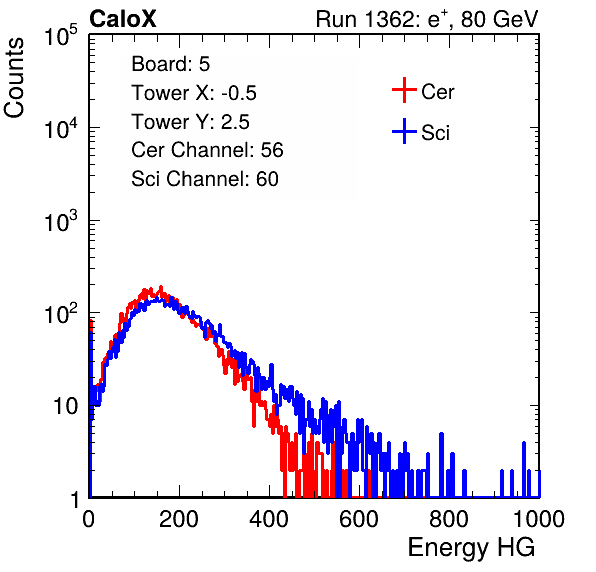 CaloX Run 1362: e⁺, 80 GeV
Counts
Board: 5
Tower X: -0.5
Tower Y: 2.5
Cer Channel: 56
Sci Channel: 60
Cer
Sci
10⁵
10⁴
10³
10²
10
1
0 200 400 600 800 1000
Energy HG